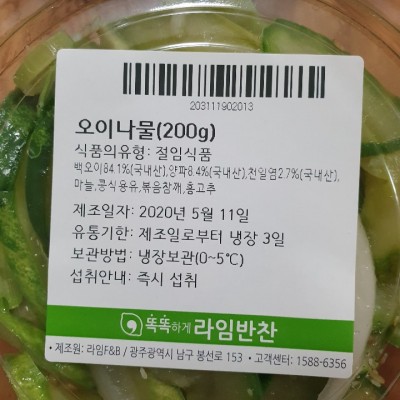 203111902013
오이나물(200g)
식품의유형: 절임식품
백오이84.1%(국내산),양파8.4%(국내산),천일염2.7%(국내산),
마늘,콩식용유,볶음참깨,홍고추
제조일자: 2020년 5월 11일
유통기한: 제조일로부터 냉장 3일
보관방법: 냉장보관(0~5℃)
섭취안내: 즉시 섭취
똑똑하게 라임반찬
• 제조원: 라임F&B / 광주광역시 남구 봉선로 153 • 고객센터: 1588-6356